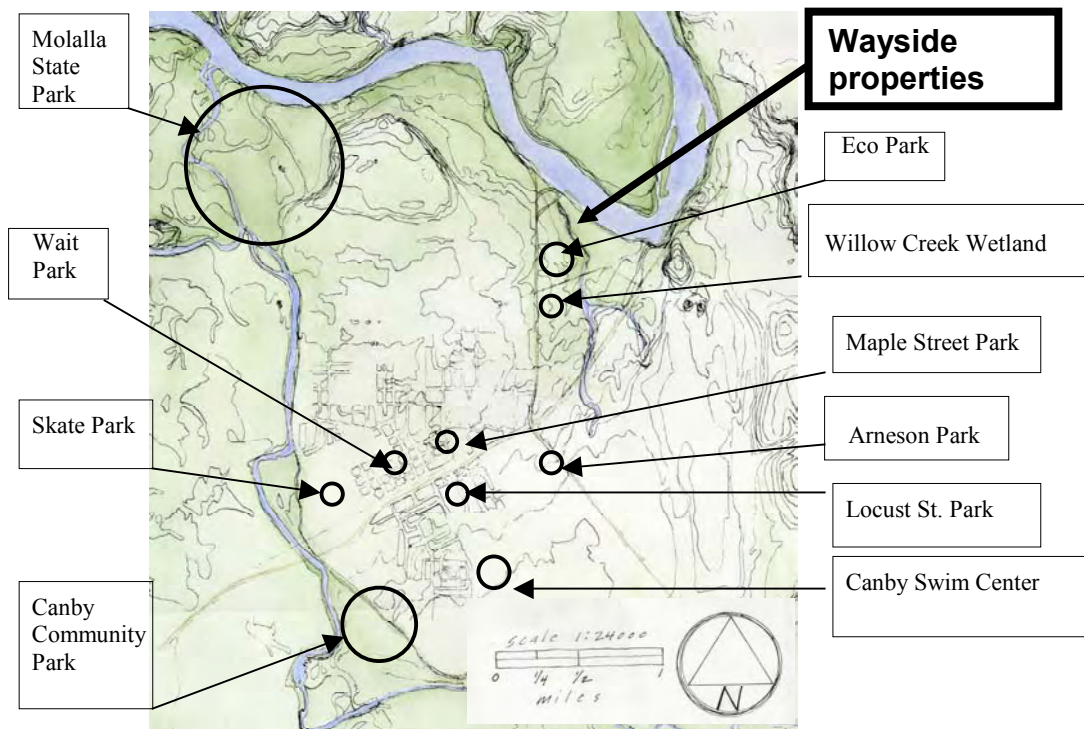 Molalla
State
Park
Wayside
properties
Eco Park
Willow Creek Wetland
Wait
Park
Maple Street Park
Skate Park
Arneson Park
Locust St. Park
Canby Swim Center
Canby
Community
Park
scale 1:24000
0 1/4 1/2 1
miles
N